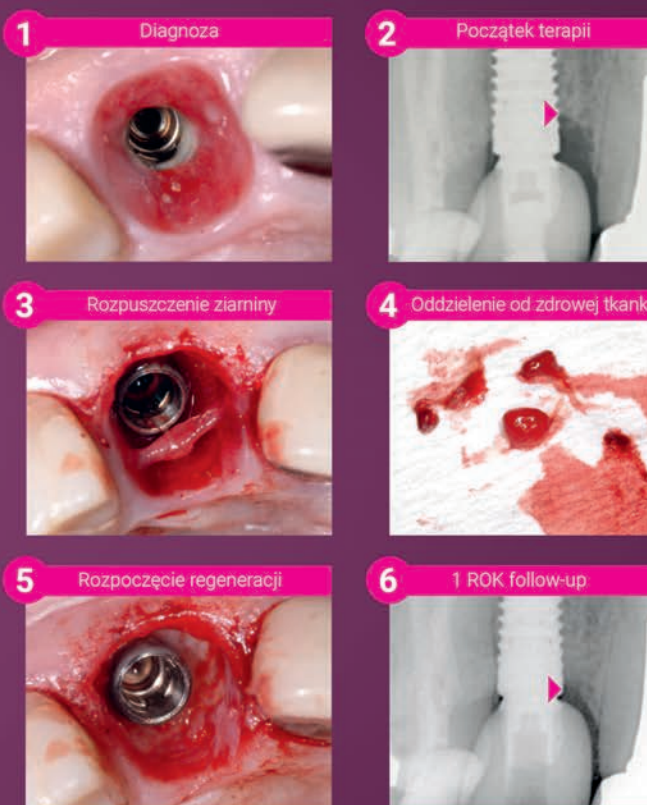 1 Diagnoza
2 Początek terapii
3 Rozpuszczenie ziarniny
4 Oddzielenie od zdrowej tkank
5 Rozpoczęcie regeneracji
6 1 ROK follow-up